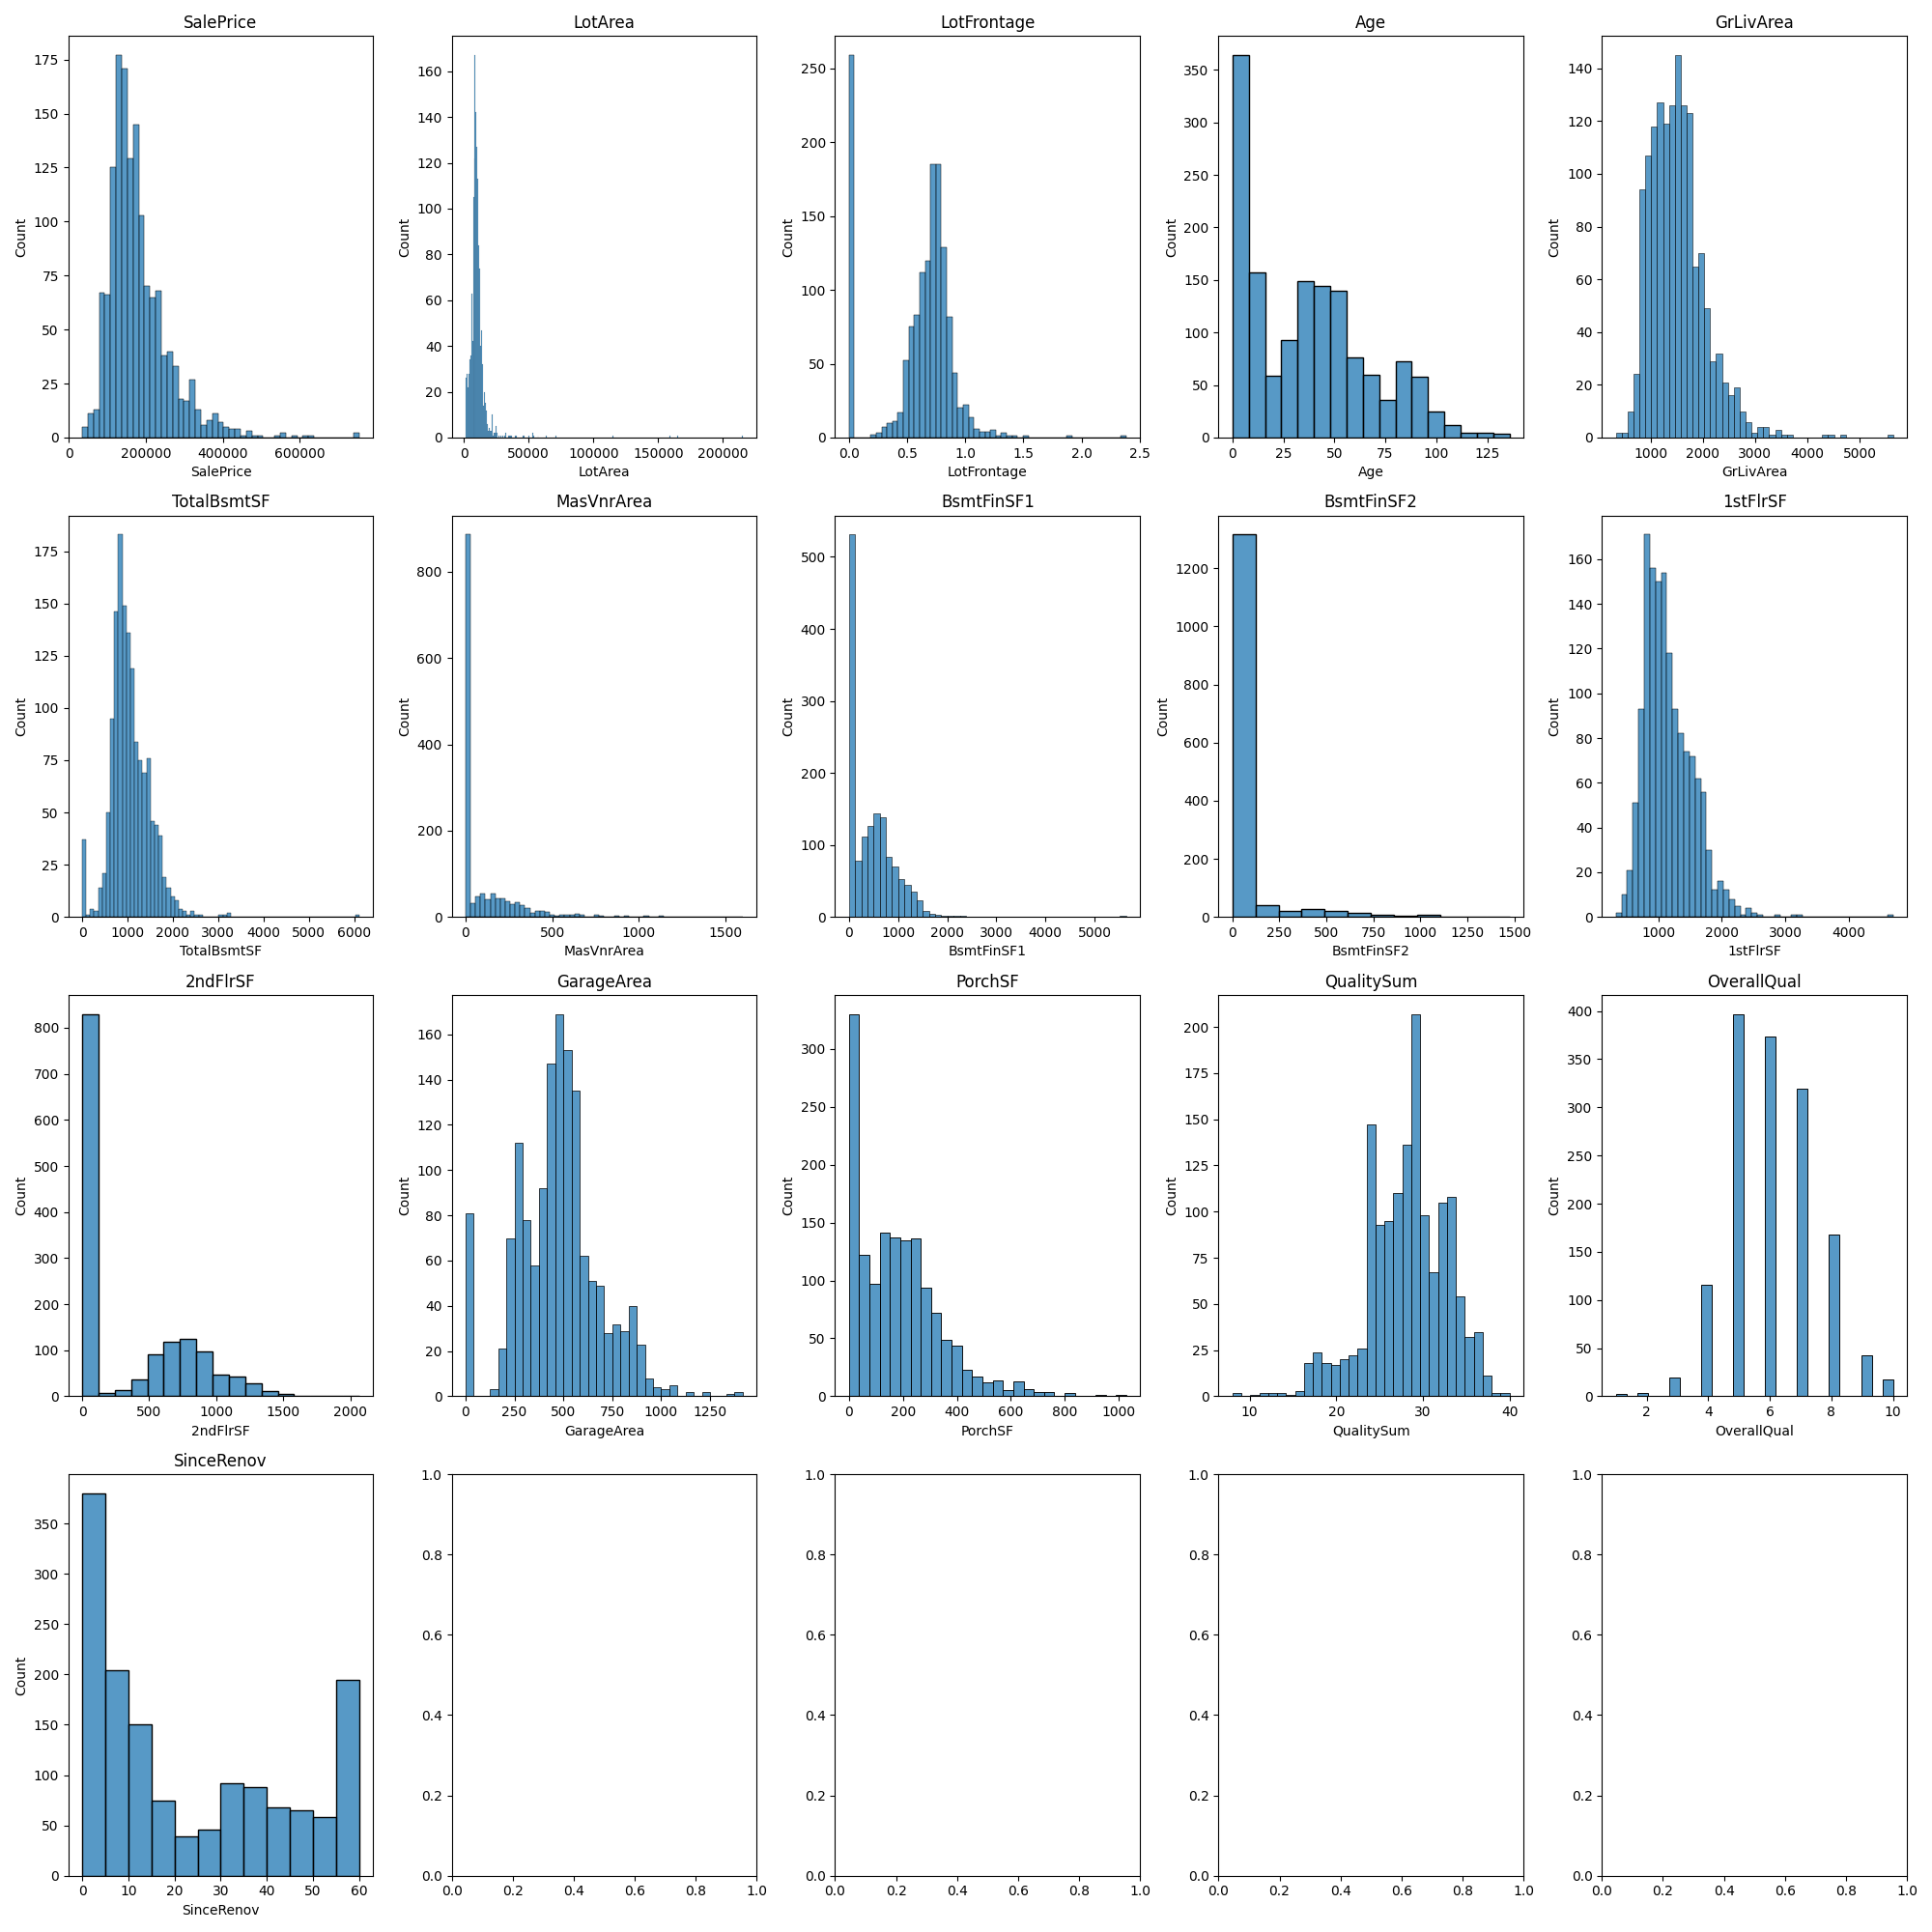 SalePrice LotArea LotFrontage Age GrLivArea
175
150
125
100
75
50
25
0
Count
0 200000 400000 600000
SalePrice
160
140
120
100
80
60
40
20
0
Count
0 50000 100000 150000 200000
LotArea
250
200
150
100
50
0
Count
0.0 0.5 1.0 1.5 2.0 2.5
LotFrontage
350
300
250
200
150
100
50
0
Count
0 25 50 75 100 125
Age
140
120
100
80
60
40
20
0
Count
1000 2000 3000 4000 5000
GrLivArea
TotalBsmtSF MasVnrArea BsmtFinSF1 BsmtFinSF2 1stFlrSF
175
150
125
100
75
50
25
0
Count
0 1000 2000 3000 4000 5000 6000
TotalBsmtSF
800
600
400
200
0
Count
0 500 1000 1500
MasVnrArea
500
400
300
200
100
0
Count
0 1000 2000 3000 4000 5000
BsmtFinSF1
1200
1000
800
600
400
200
0
Count
0 250 500 750 1000 1250 1500
BsmtFinSF2
160
140
120
100
80
60
40
20
0
Count
1000 2000 3000 4000
1stFlrSF
2ndFlrSF GarageArea PorchSF QualitySum OverallQual
800
700
600
500
400
300
200
100
0
Count
0 500 1000 1500 2000
2ndFlrSF
160
140
120
100
80
60
40
20
0
Count
0 250 500 750 1000 1250
GarageArea
300
250
200
150
100
50
0
Count
0 200 400 600 800 1000
PorchSF
200
175
150
125
100
75
50
25
0
Count
10 20 30 40
QualitySum
400
350
300
250
200
150
100
50
0
Count
2 4 6 8 10
OverallQual
SinceRenov
350
300
250
200
150
100
50
0
Count
0 10 20 30 40 50 60
SinceRenov
1.0
0.8
0.6
0.4
0.2
0.0
0.0 0.2 0.4 0.6 0.8 1.0
1.0
0.8
0.6
0.4
0.2
0.0
0.0 0.2 0.4 0.6 0.8 1.0
1.0
0.8
0.6
0.4
0.2
0.0
0.0 0.2 0.4 0.6 0.8 1.0
1.0
0.8
0.6
0.4
0.2
0.0
0.0 0.2 0.4 0.6 0.8 1.0